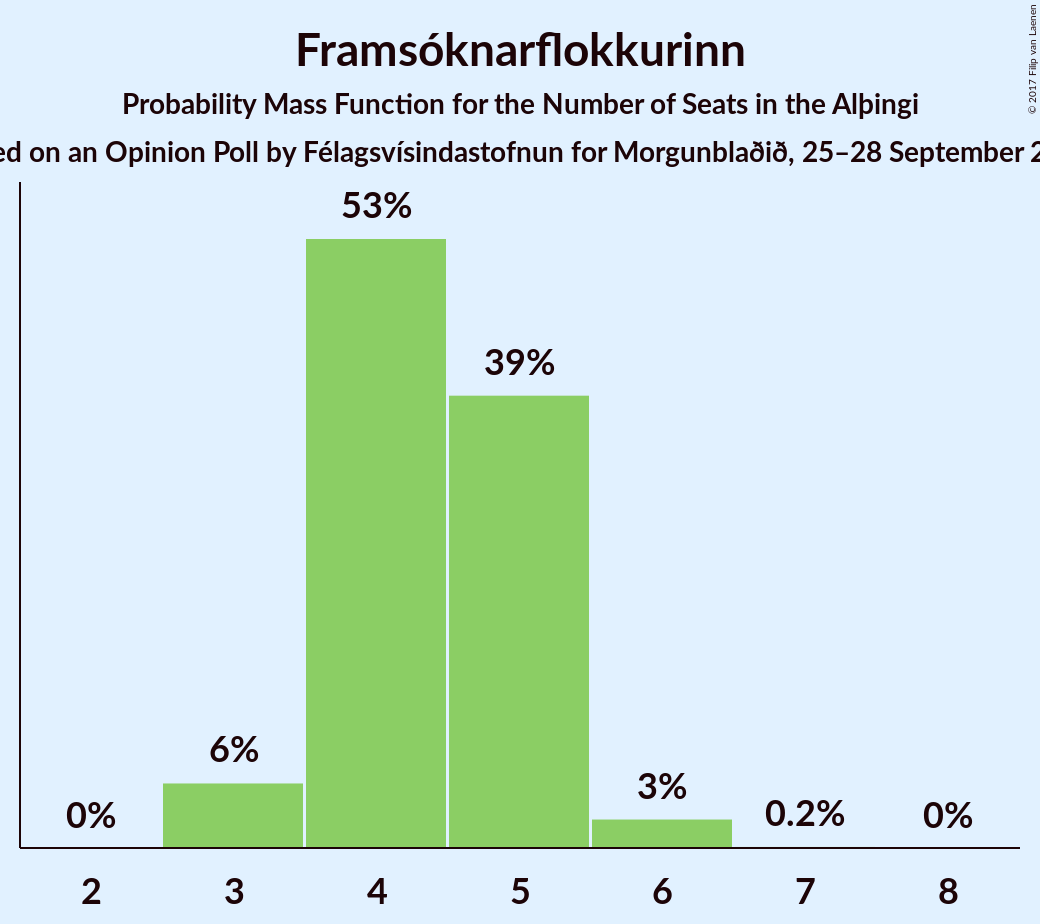 Framsóknarflokkurinn
Probability Mass Function for the Number of Seats in the Alþingi
on an Opinion Poll by Félagsvísindastofnun for Morgunblaðið, 25–28 September
© 2017 Filip van Laenen
53%
39%
6%
3%
0%
0.2%
0%
2 3 4 5 6 7 8